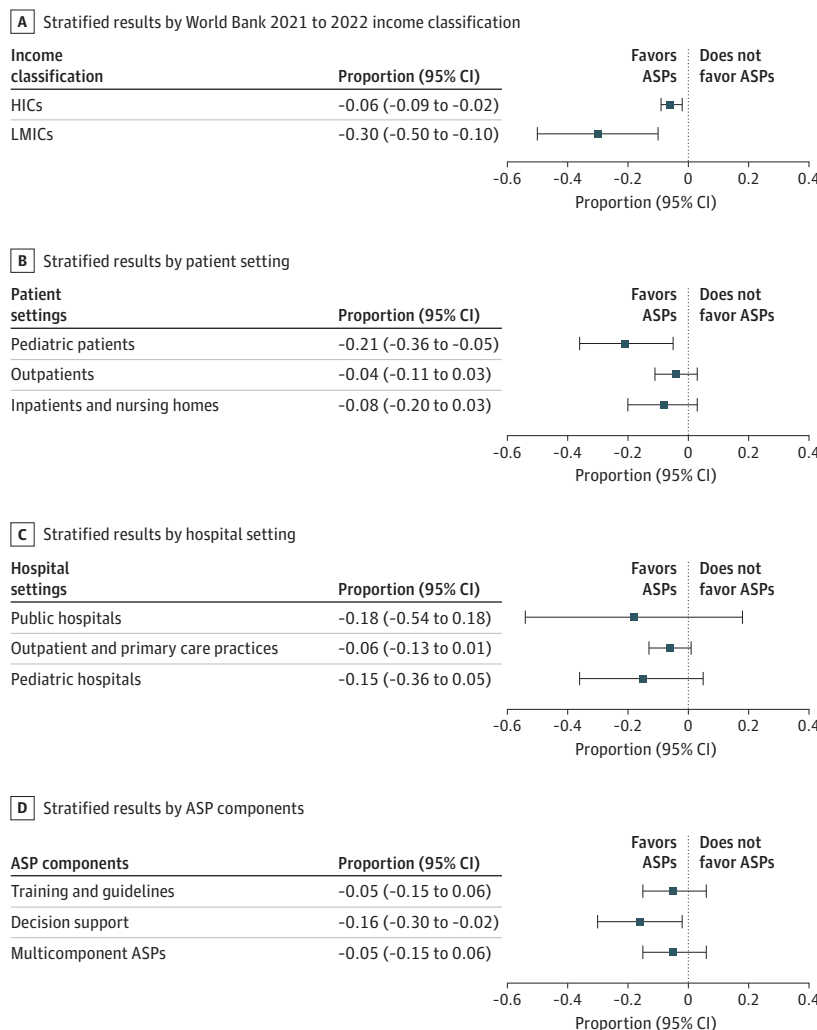 A Stratified results by World Bank 2021 to 2022 income classification
Income classification Proportion (95% CI) Favors ASPs Does not favor ASPs
HICs -0.06 (-0.09 to -0.02)
LMICs -0.30 (-0.50 to -0.10)
-0.6 -0.4 -0.2 0 0.2 0.4
Proportion (95% CI)
B Stratified results by patient setting
Patient settings Proportion (95% CI) Favors ASPs Does not favor ASPs
Pediatric patients -0.21 (-0.36 to -0.05)
Outpatients -0.04 (-0.11 to 0.03)
Inpatients and nursing homes -0.08 (-0.20 to 0.03)
-0.6 -0.4 -0.2 0 0.2 0.4
Proportion (95% CI)
C Stratified results by hospital setting
Hospital settings Proportion (95% CI) Favors ASPs Does not favor ASPs
Public hospitals -0.18 (-0.54 to 0.18)
Outpatient and primary care practices -0.06 (-0.13 to 0.01)
Pediatric hospitals -0.15 (-0.36 to 0.05)
-0.6 -0.4 -0.2 0 0.2 0.4
Proportion (95% CI)
D Stratified results by ASP components
ASP components Proportion (95% CI) Favors ASPs Does not favor ASPs
Training and guidelines -0.05 (-0.15 to 0.06)
Decision support -0.16 (-0.30 to -0.02)
Multicomponent ASPs -0.05 (-0.15 to 0.06)
-0.6 -0.4 -0.2 0 0.2 0.4
Proportion (95% CI)